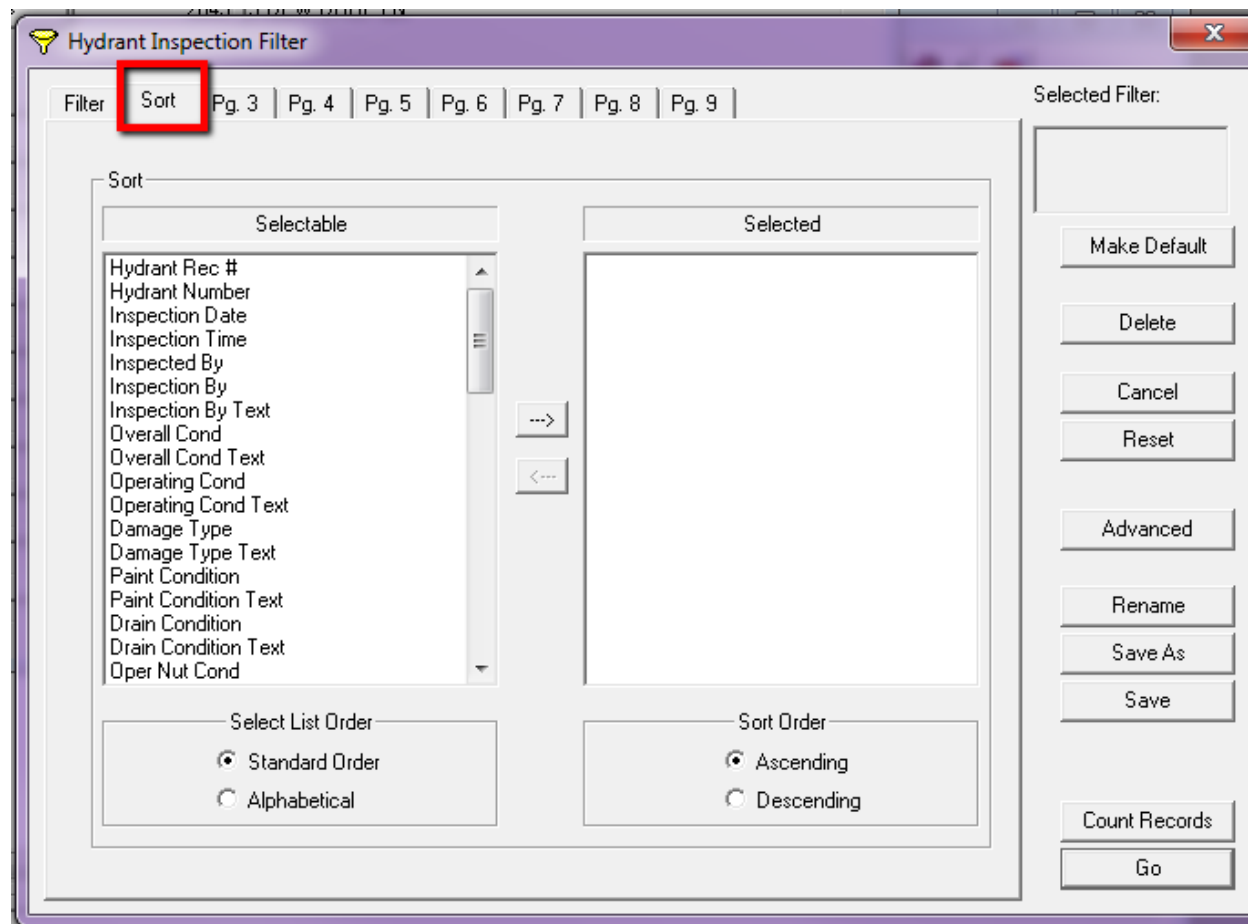 Hydrant Inspection Filter
Filter Sort Pg. 3 Pg. 4 Pg. 5 Pg. 6 Pg. 7 Pg. 8 Pg. 9
Selected Filter:
Sort
Selectable
Selected
Hydrant Rec #
Hydrant Number
Inspection Date
Inspection Time
Inspected By
Inspection By
Inspection By Text
Overall Cond
Overall Cond Text
Operating Cond
Operating Cond Text
Damage Type
Damage Type Text
Paint Condition
Paint Condition Text
Drain Condition
Drain Condition Text
Oper Nut Cond
--->
<---
Select List Order
Standard Order
Alphabetical
Sort Order
Ascending
Descending
Make Default
Delete
Cancel
Reset
Advanced
Rename
Save As
Save
Count Records
Go